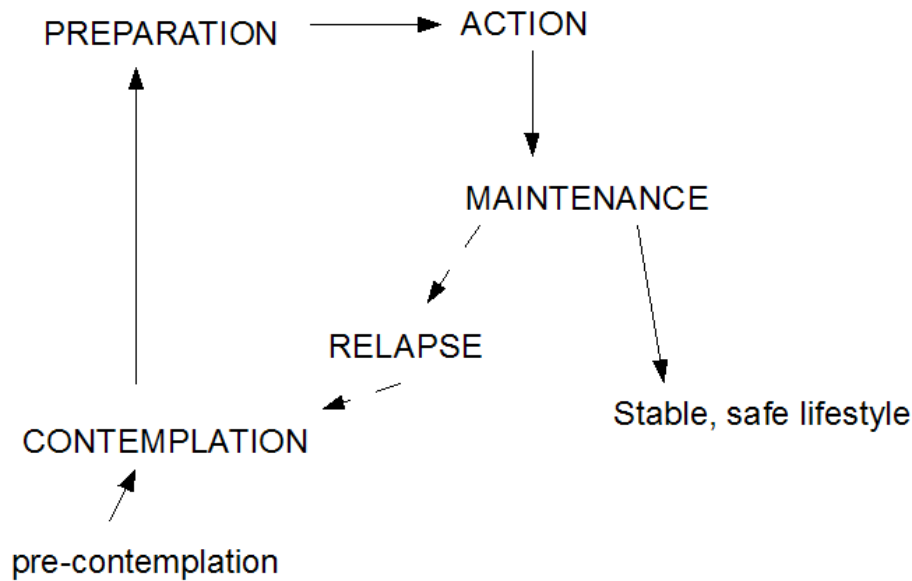 PREPARATION
ACTION
MAINTENANCE
RELAPSE
Stable, safe lifestyle
CONTEMPLATION
pre-contemplation